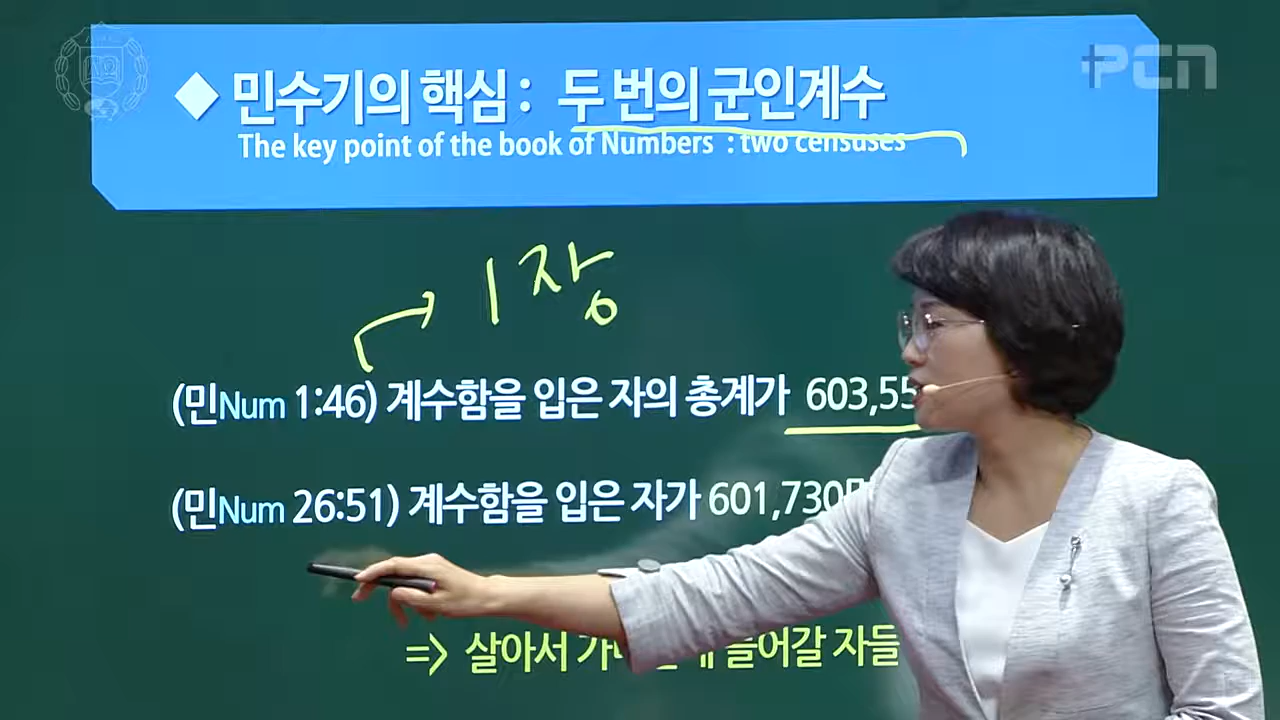 PCN
◆ 민수기의 핵심 : 두 번의 군인계수
The key point of the book of Numbers : two censuses
1장
(민Num 1:46) 계수함을 입은 자의 총계가 603,55
(민Num 26:51) 계수함을 입은 자가 601,730
=> 살아서 들어갈 자들